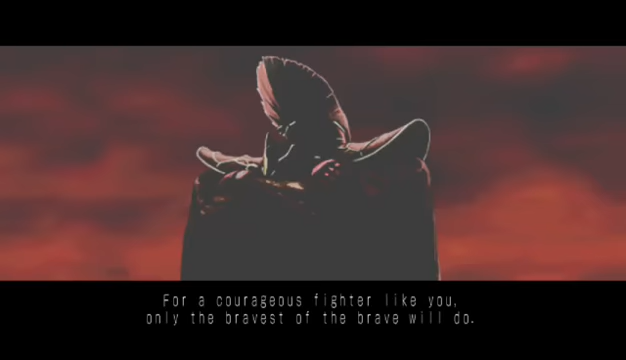 For a courageous fighter like you,
only the bravest of the brave will do.